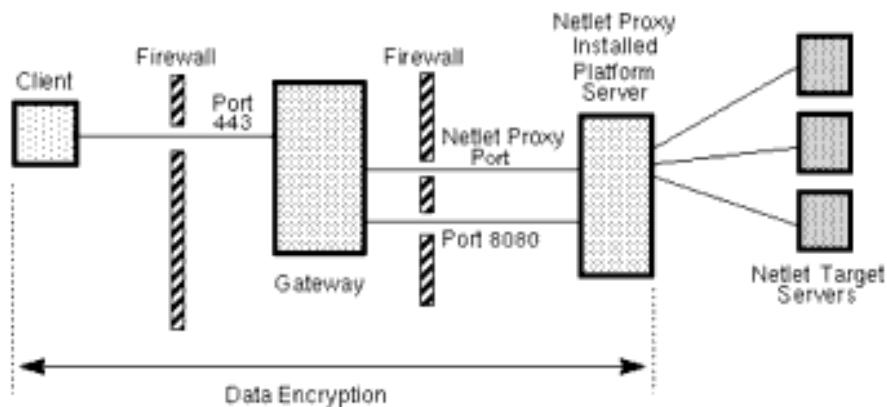 Client
Firewall
Port
443
Gateway
Firewall
Netlet Proxy
Port
Port 8080
Netlet Proxy
Installed
Platform
Server
Netlet Target
Servers
Data Encryption